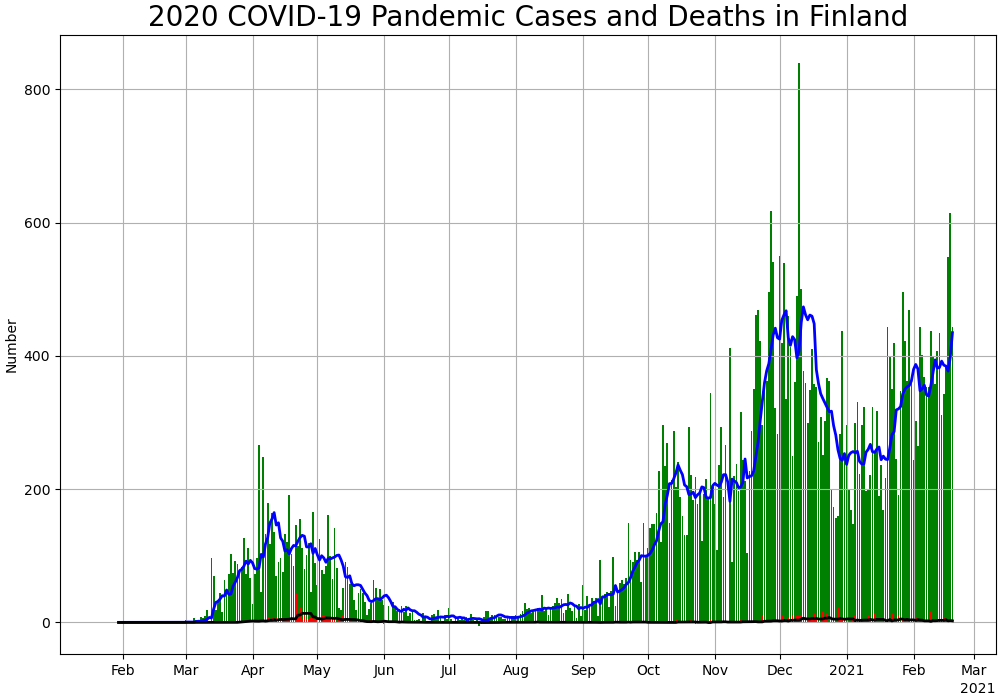 2020 COVID-19 Pandemic Cases and Deaths in Finland
Number
800
600
400
200
0
Feb Mar Apr May Jun Jul Aug Sep Oct Nov Dec 2021 Feb Mar
2021